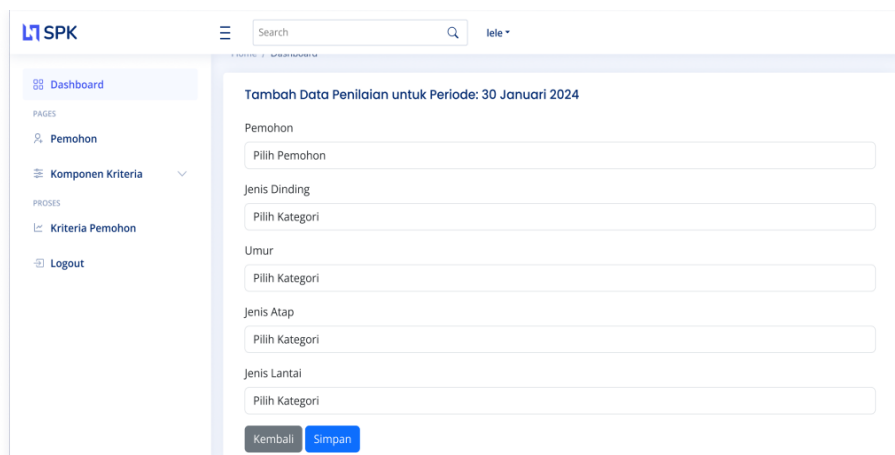 SPK
Search
lele
Home / Dashboard
Dashboard
PAGES
Pemohon
Komponen Kriteria
PROSES
Kriteria Pemohon
Logout
Tambah Data Penilaian untuk Periode: 30 Januari 2024
Pemohon
Pilih Pemohon
Jenis Dinding
Pilih Kategori
Umur
Pilih Kategori
Jenis Atap
Pilih Kategori
Jenis Lantai
Pilih Kategori
Kembali
Simpan